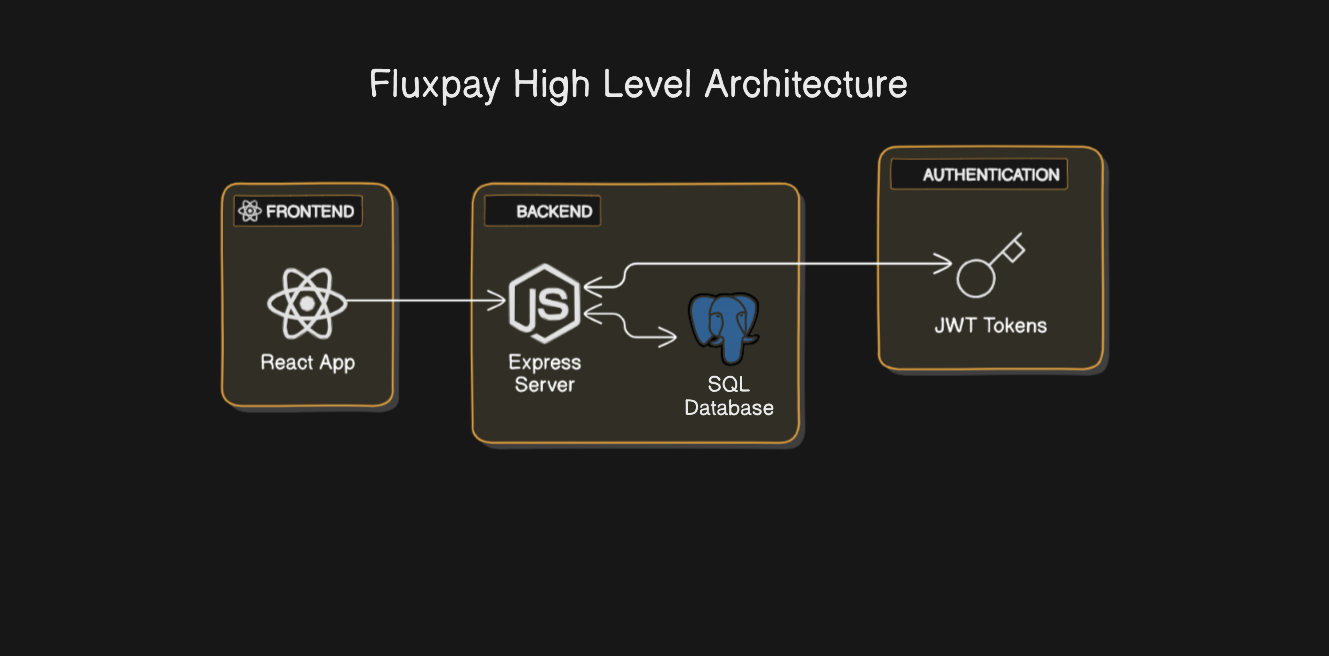 Fluxpay High Level Architecture
FRONTEND
React App
BACKEND
JS
Express
Server
SQL
Database
AUTHENTICATION
JWT Tokens